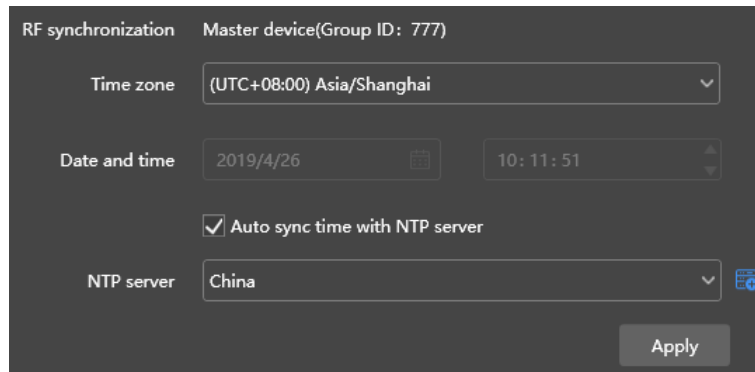 RF synchronization Master device(Group ID: 777)
Time zone (UTC+08:00) Asia/Shanghai
Date and time 2019/4/26 10:11:51
Auto sync time with NTP server
NTP server China
Apply